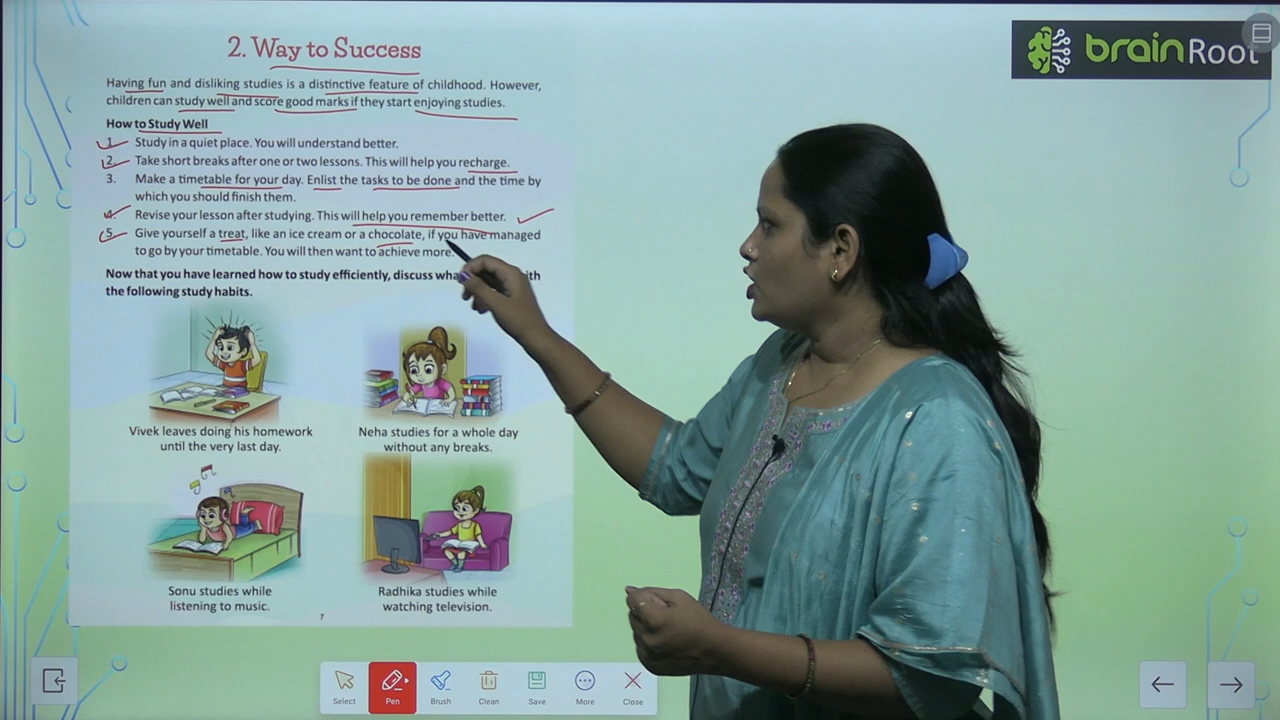 2. Way to Success
brainRoot
Having fun and disliking studies is a distinctive feature of childhood. However,
children can study well and score good marks if they start enjoying studies.
How to Study Well
1. Study in a quiet place. You will understand better.
2. Take short breaks after one or two lessons. This will help you recharge.
3. Make a timetable for your day. Enlist the tasks to be done and the time by
which you should finish them.
4. Revise your lesson after studying. This will help you remember better.
5. Give yourself a treat, like an ice cream or a chocolate, if you have managed
to go by your timetable. You will then want to achieve more.
Now that you have learned how to study efficiently, discuss
the following study habits.
Vivek leaves doing his homework
until the very last day.
Neha studies for a whole day
without any breaks.
Sonu studies while
listening to music.
Radhika studies while
watching television.
7
Select
Pen
Brush
Clean
Save
More
Close